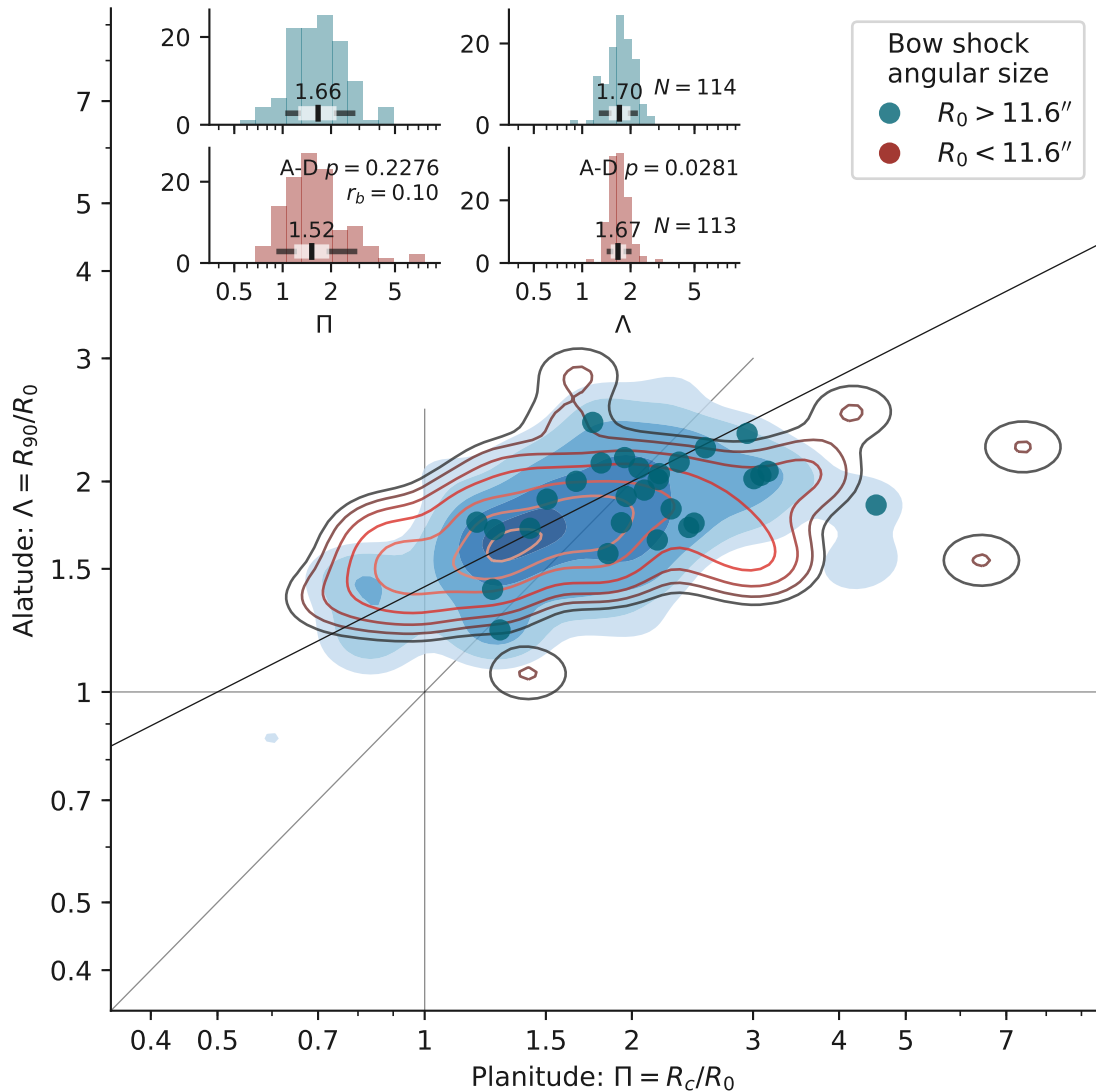 20
0
1.66
1.70
N = 114
20
0
A-D p = 0.2276
r_b = 0.10
1.52
A-D p = 0.0281
N = 113
1.67
20
0
20
0
0.5 1 2 5
0.5 1 2 5
Π
Λ
Bow shock
angular size
R₀ > 11.6″
R₀ < 11.6″
7
5
4
3
2
1.5
1
0.7
0.5
0.4
Alatude: Λ = R₉₀/R₀
0.4 0.5 0.7 1 1.5 2 3 4 5 7
Planitude: Π = R_c/R₀